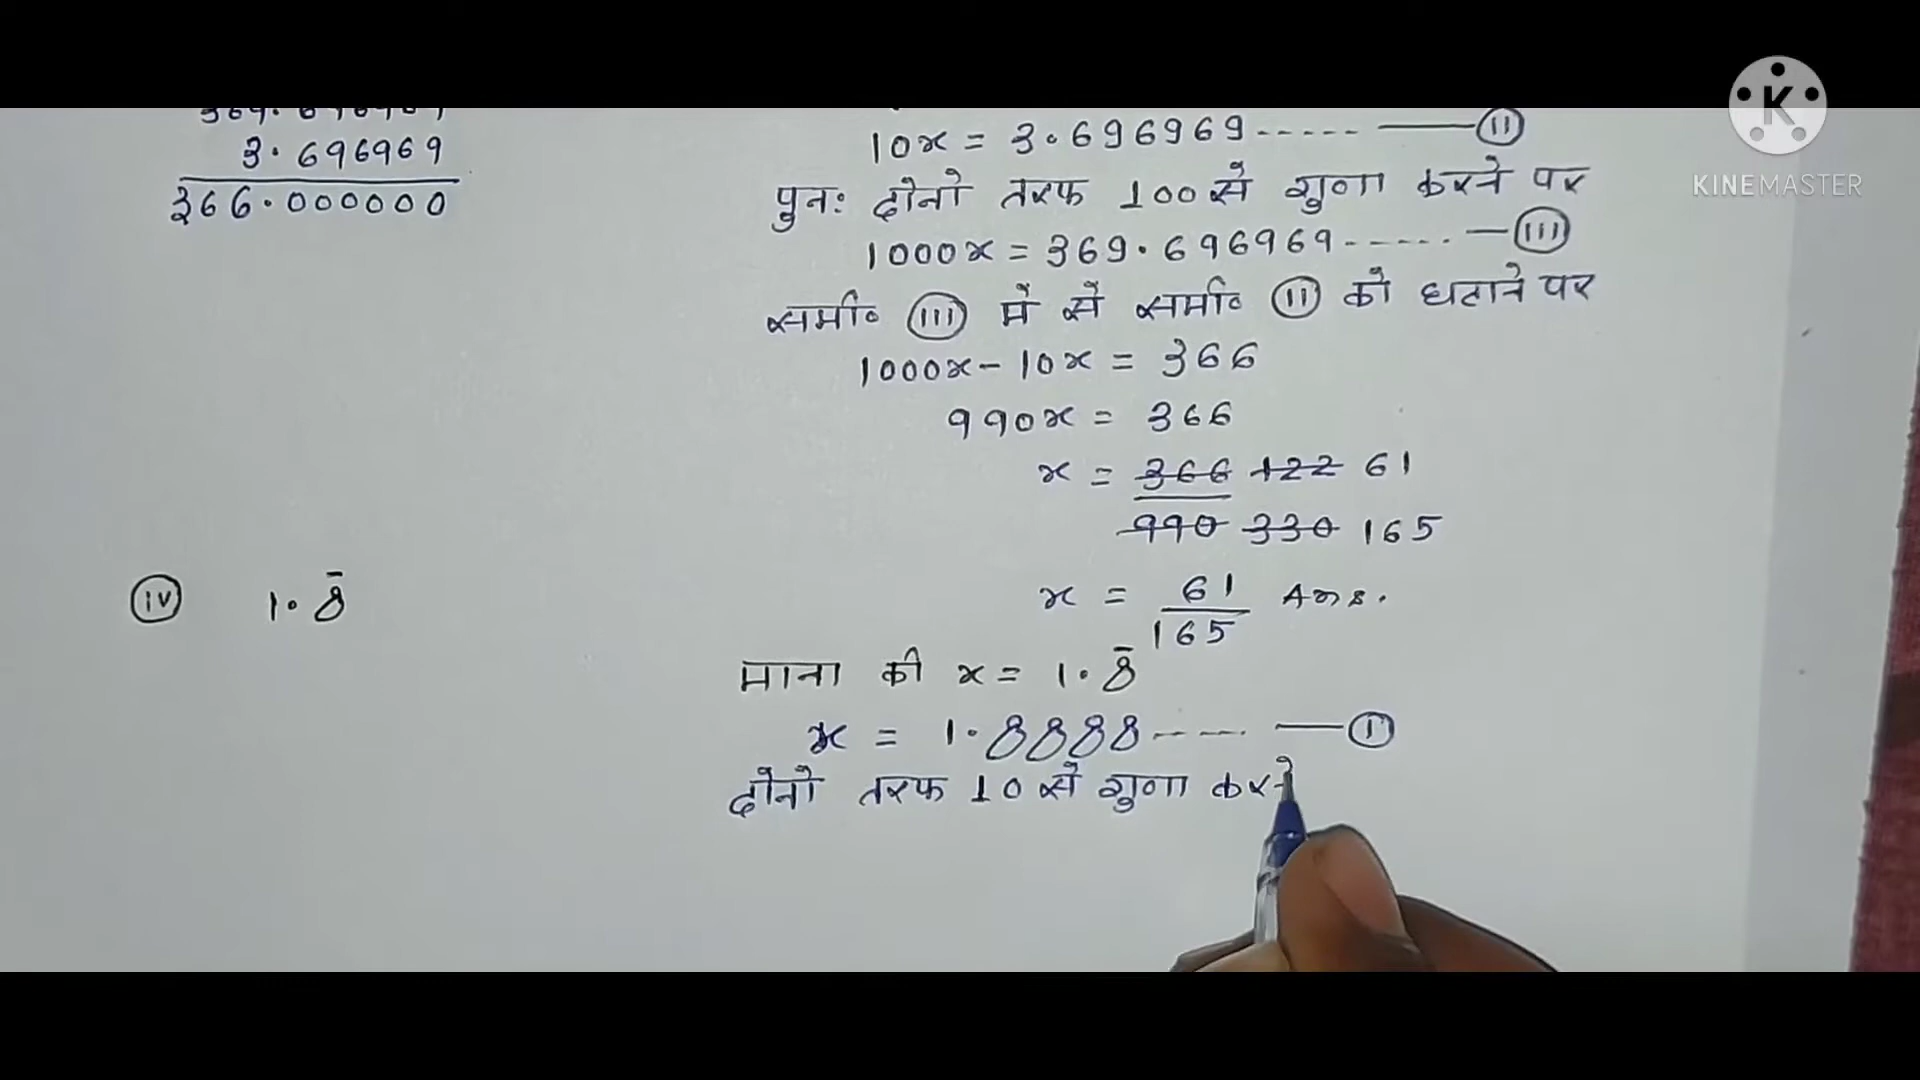 3.696969
366.000000
10x = 3.696969----- —— (II)
पुनः दोनो तरफ 100 से गुणा करने पर
1000x = 369.696969------ — (III)
समी० (III) में से समी० (II) को घटाने पर
1000x - 10x = 366
990x = 366
x = 366 122 61
990 330 165
x = 61 Ans.
165
(IV) 1.8̄
माना की x = 1.8̄
x = 1.8888----- —— (I)
दोनो तरफ 10 से गुणा करने
KINEMASTER